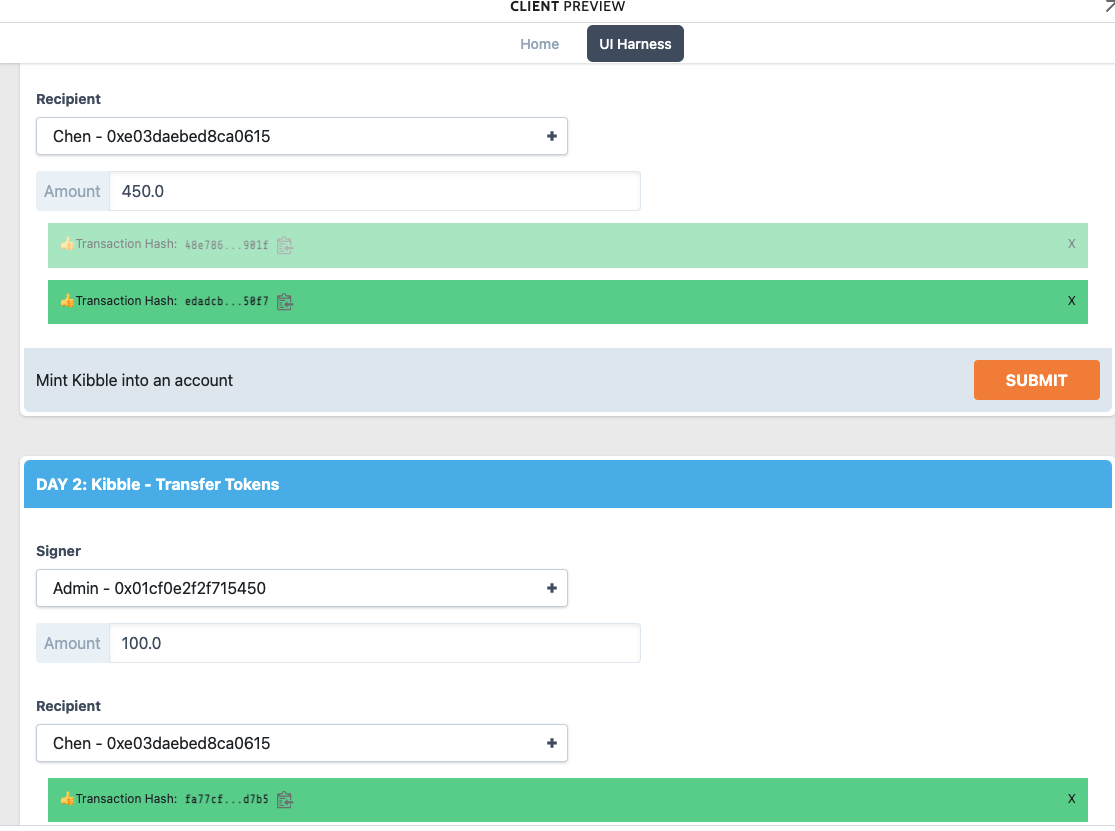 CLIENT PREVIEW
Home
UI Harness
Recipient
Chen - 0xe03daebed8ca0615
Amount 450.0
👍Transaction Hash: 48e786...901f X
👍Transaction Hash: edadcb...50f7 X
Mint Kibble into an account SUBMIT
DAY 2: Kibble - Transfer Tokens
Signer
Admin - 0x01cf0e2f2f715450
Amount 100.0
Recipient
Chen - 0xe03daebed8ca0615
👍Transaction Hash: fa77cf...d7b5 X